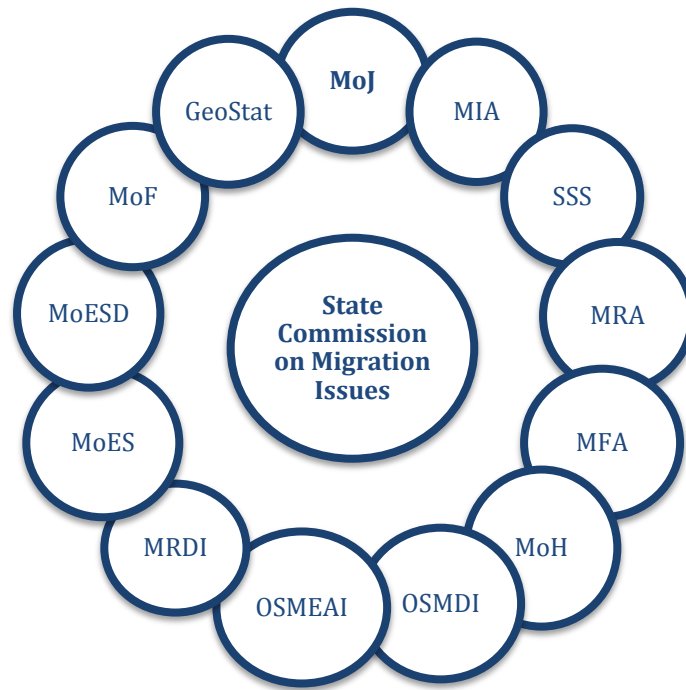 MoJ
MIA
SSS
MRA
MFA
MoH
OSMDI
OSMEAI
MRDI
MoES
MoESD
MoF
GeoStat
State
Commission
on Migration
Issues